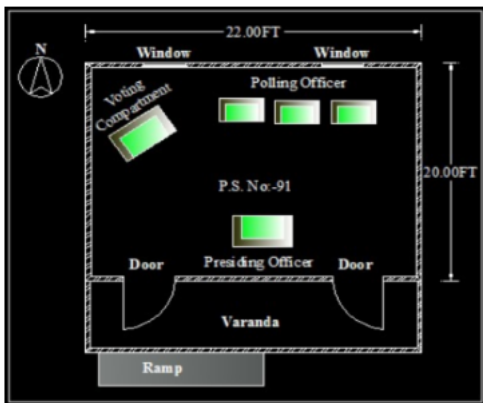 22.00FT
N
Window
Window
Polling Officer
Voting
Compartment
20.00FT
P.S. No:-91
Door
Presiding Officer
Door
Varanda
Ramp